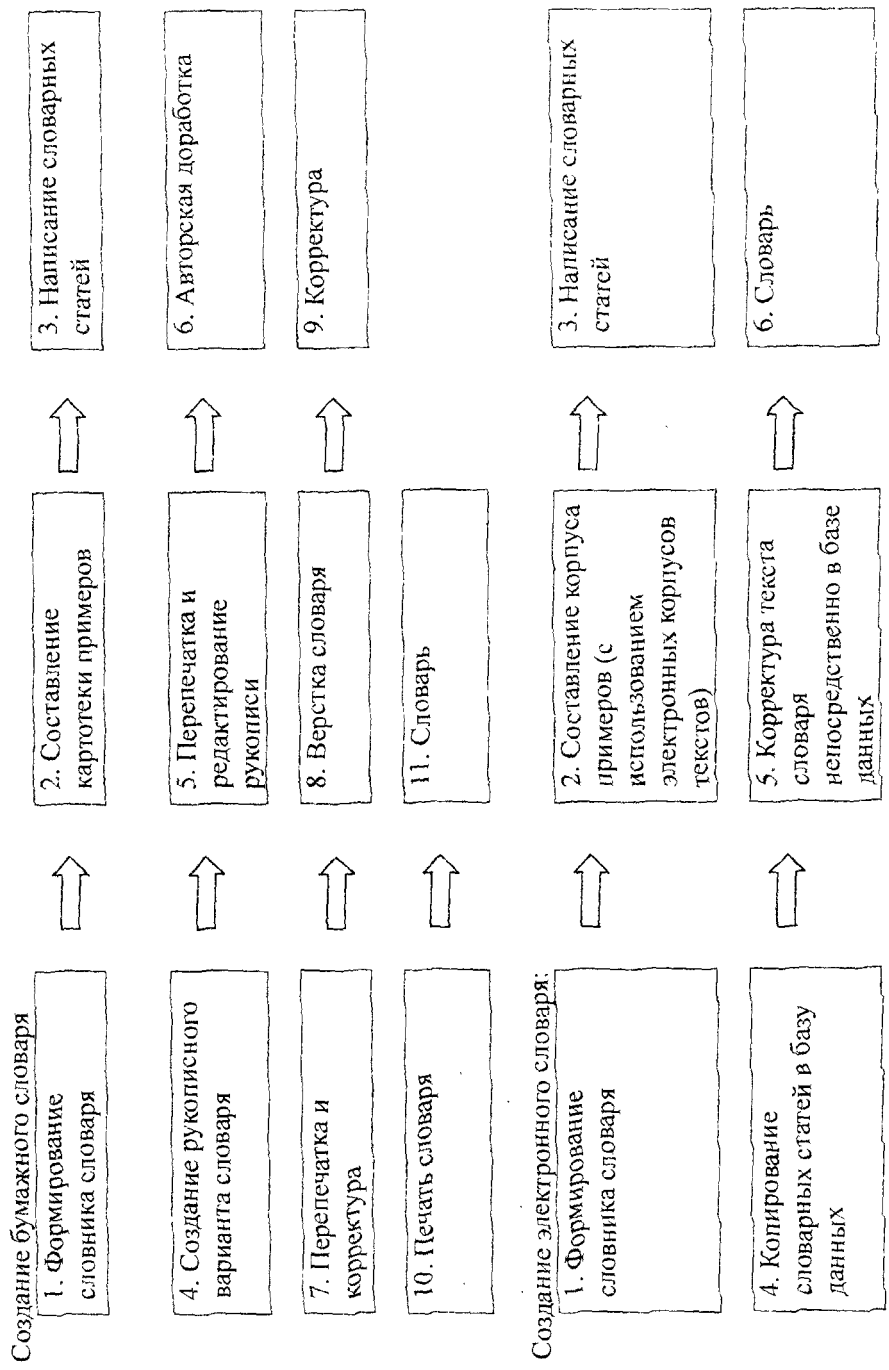 Создание бумажного словаря
1. Формирование
словника словаря
2. Составление
картотеки примеров
3. Написание словарных
статей
4. Создание рукописного
варианта словаря
5. Перепечатка и
редактирование
рукописи
6. Авторская доработка
7. Перепечатка и
корректура
8. Верстка словаря
9. Корректура
10. Печать словаря
11. Словарь
Создание электронного словаря:
1. Формирование
словника словаря
2. Составление корпуса
примеров (с
использованием
электронных корпусов
текстов)
3. Написание словарных
статей
4. Копирование
словарных статей в базу
данных
5. Корректура текста
словаря
непосредственно в базе
данных
6. Словарь